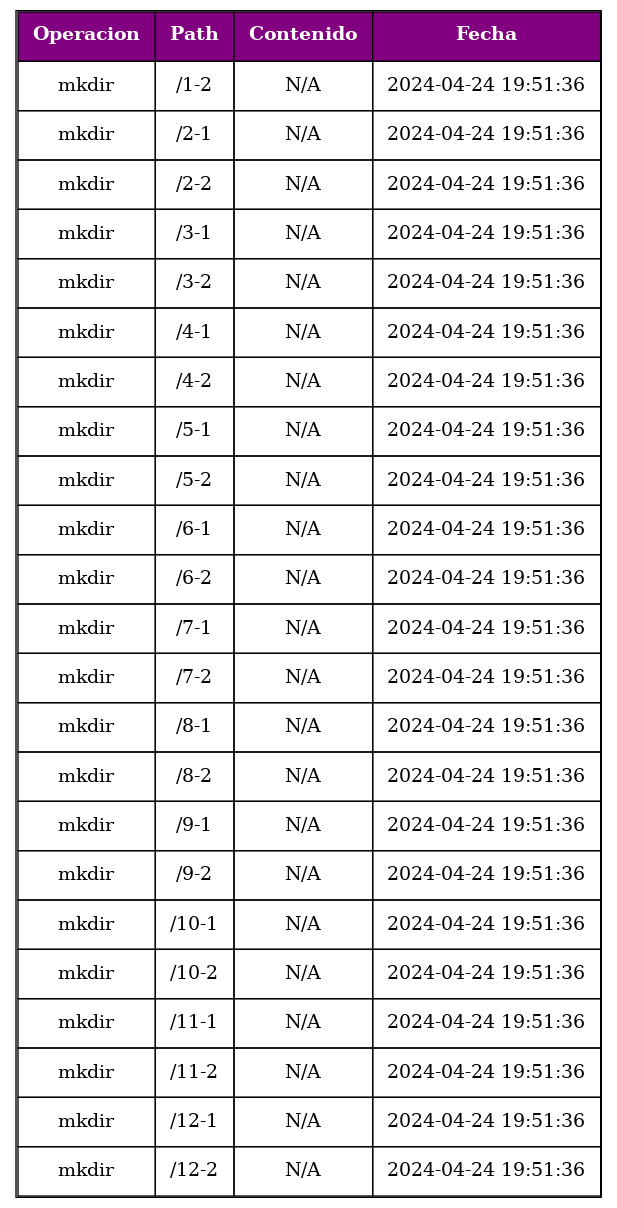 Operacion Path Contenido Fecha
mkdir /1-2 N/A 2024-04-24 19:51:36
mkdir /2-1 N/A 2024-04-24 19:51:36
mkdir /2-2 N/A 2024-04-24 19:51:36
mkdir /3-1 N/A 2024-04-24 19:51:36
mkdir /3-2 N/A 2024-04-24 19:51:36
mkdir /4-1 N/A 2024-04-24 19:51:36
mkdir /4-2 N/A 2024-04-24 19:51:36
mkdir /5-1 N/A 2024-04-24 19:51:36
mkdir /5-2 N/A 2024-04-24 19:51:36
mkdir /6-1 N/A 2024-04-24 19:51:36
mkdir /6-2 N/A 2024-04-24 19:51:36
mkdir /7-1 N/A 2024-04-24 19:51:36
mkdir /7-2 N/A 2024-04-24 19:51:36
mkdir /8-1 N/A 2024-04-24 19:51:36
mkdir /8-2 N/A 2024-04-24 19:51:36
mkdir /9-1 N/A 2024-04-24 19:51:36
mkdir /9-2 N/A 2024-04-24 19:51:36
mkdir /10-1 N/A 2024-04-24 19:51:36
mkdir /10-2 N/A 2024-04-24 19:51:36
mkdir /11-1 N/A 2024-04-24 19:51:36
mkdir /11-2 N/A 2024-04-24 19:51:36
mkdir /12-1 N/A 2024-04-24 19:51:36
mkdir /12-2 N/A 2024-04-24 19:51:36